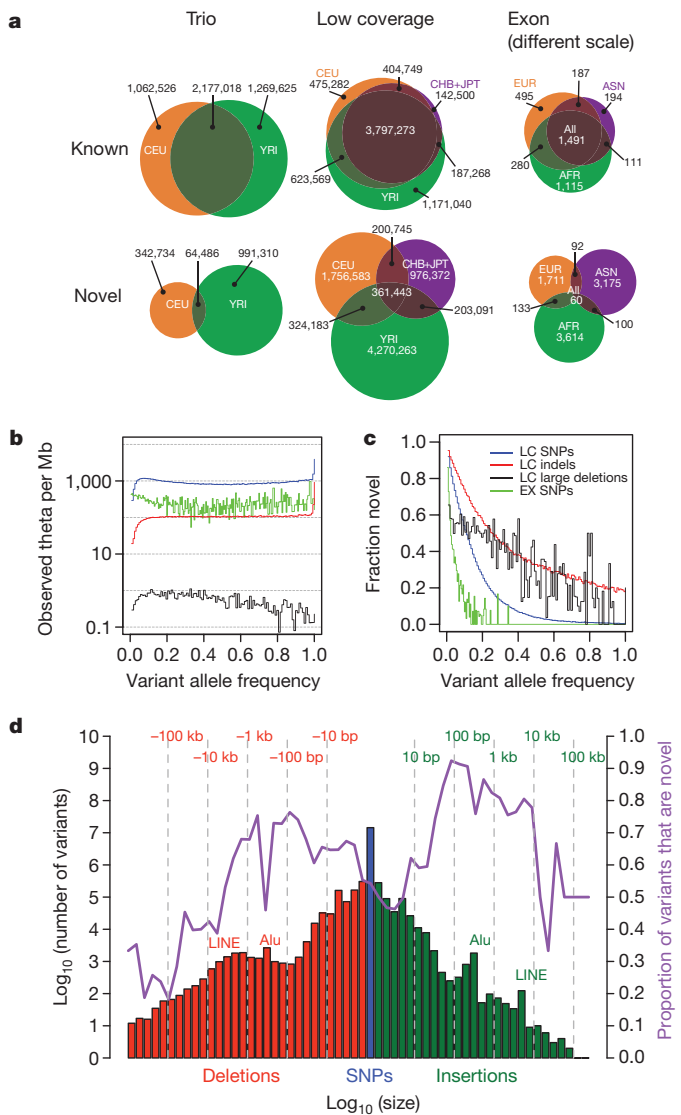 a
Trio
Low coverage
Exon
(different scale)
Known
1,062,526
2,177,018
1,269,625
CEU
YRI
CEU
475,282
404,749
CHB+JPT
142,500
3,797,273
623,569
187,268
YRI
1,171,040
EUR
495
187
ASN
194
All
1,491
280
111
AFR
1,115
Novel
342,734
64,486
991,310
CEU
YRI
200,745
CEU
1,756,583
CHB+JPT
976,372
361,443
324,183
203,091
YRI
4,270,263
92
EUR
1,711
ASN
3,175
All
60
133
100
AFR
3,614
b
Observed theta per Mb
1,000
10
0.1
0.0 0.2 0.4 0.6 0.8 1.0
Variant allele frequency
c
Fraction novel
1.0
0.8
0.6
0.4
0.2
0.0
LC SNPs
LC indels
LC large deletions
EX SNPs
0.0 0.2 0.4 0.6 0.8 1.0
Variant allele frequency
d
Log10 (number of variants)
10
9
8
7
6
5
4
3
2
1
0
−100 kb
−10 kb
−1 kb
−100 bp
−10 bp
10 bp
100 bp
1 kb
10 kb
100 kb
LINE
Alu
Alu
LINE
1.0
0.9
0.8
0.7
0.6
0.5
0.4
0.3
0.2
0.1
0.0
Proportion of variants that are novel
Deletions
SNPs
Insertions
Log10 (size)